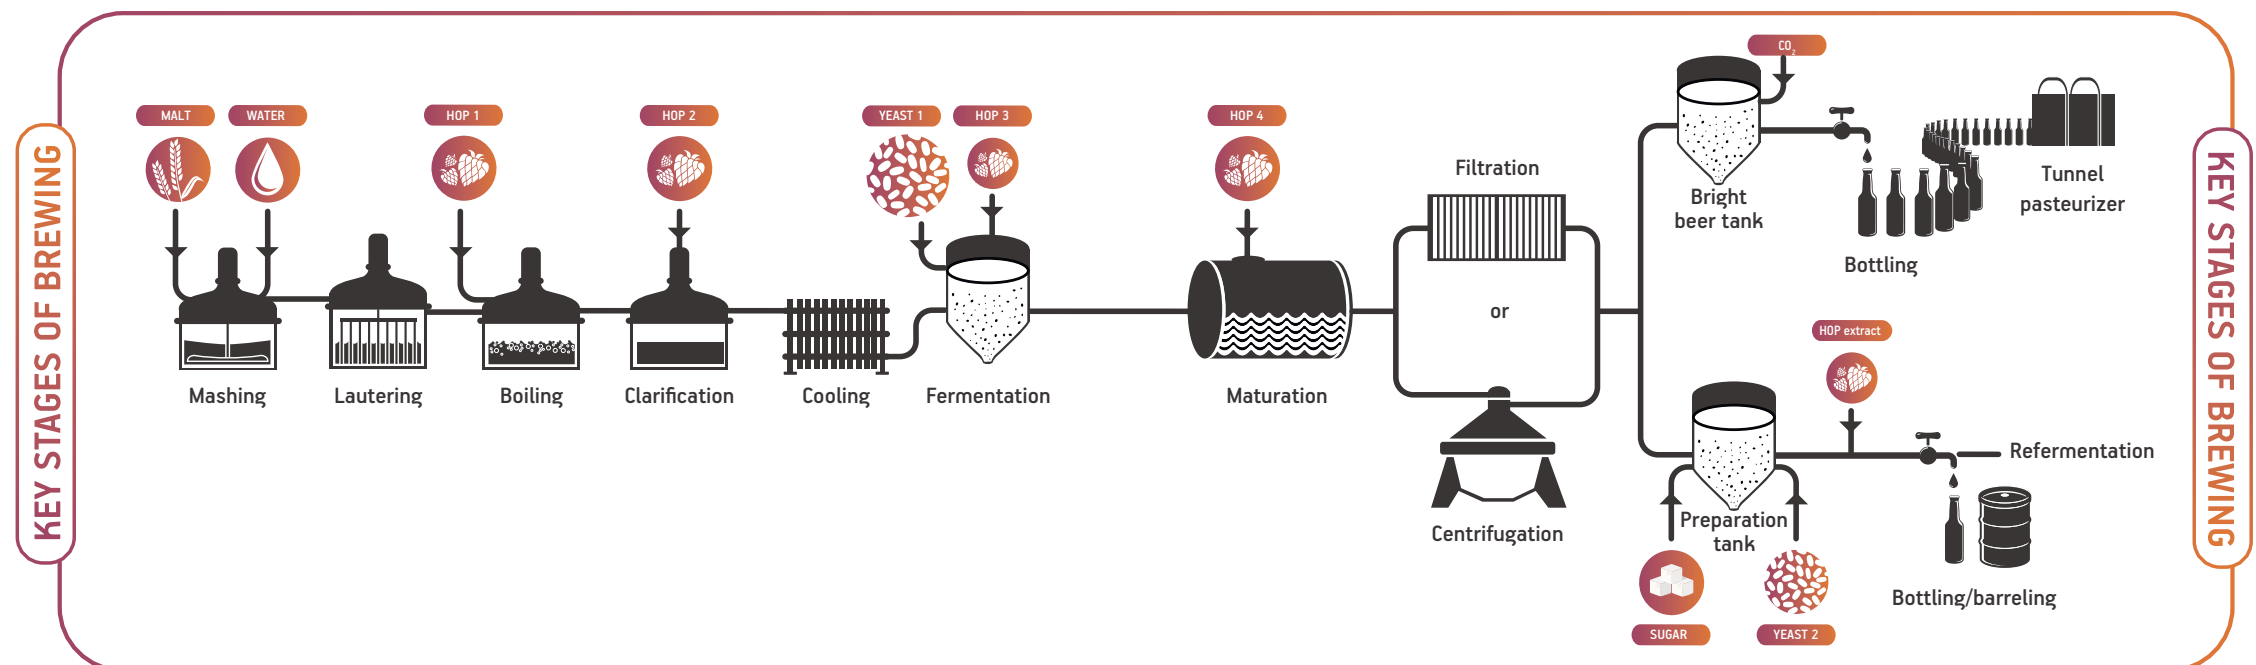 KEY STAGES OF BREWING
MALT
WATER
HOP 1
HOP 2
YEAST 1
HOP 3
HOP 4
CO2
Mashing
Lautering
Boiling
Clarification
Cooling
Fermentation
Maturation
Filtration
or
Centrifugation
Bright
beer tank
Bottling
Tunnel
pasteurizer
HOP extract
Preparation
tank
SUGAR
YEAST 2
Refermentation
Bottling/barreling
KEY STAGES OF BREWING